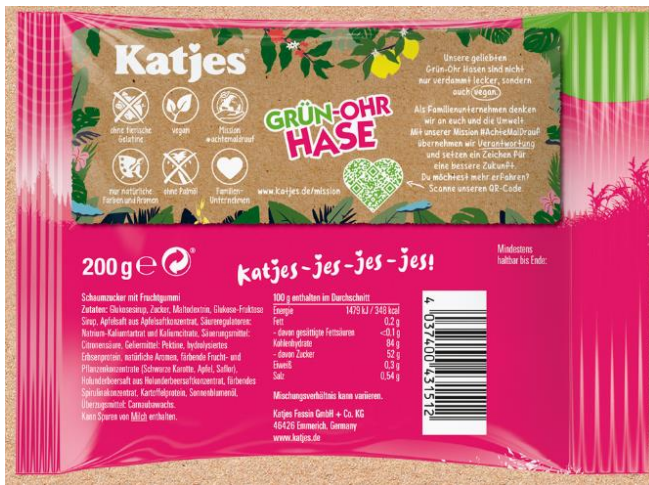 Katjes®
ohne tierische
Gelatine
vegan
Mission
#achtemaldrauf
nur natürliche
Farben und Aromen
ohne Palmöl
Familien-
Unternehmen
GRÜN-OHR
HASE
www.katjes.de/mission
Unsere geliebten
Grün-Ohr Hasen sind nicht
nur verdammt lecker, sondern
auch vegan.
Als Familienunternehmen denken
wir an euch und die Umwelt.
Mit unserer Mission #AchteMalDrauf
übernehmen wir Verantwortung
und setzen ein Zeichen für
eine bessere Zukunft.
Du möchtest mehr erfahren?
Scanne unseren QR-Code.
200 g e
Katjes-jes-jes-jes!
Mindestens
haltbar bis Ende:
Schaumzucker mit Fruchtgummi
Zutaten: Glukosesirup, Zucker, Maltodextrin, Glukose-Fruktose
Sirup, Apfelsaft aus Apfelsaftkonzentrat, Säureregulatoren:
Natrium-Kaliumtartrat und Kaliumcitrate, Säuerungsmittel:
Citronensäure, Geliermittel: Pektine, hydrolysiertes
Erbsenprotein, natürliche Aromen, färbende Frucht- und
Pflanzenkonzentrate (Schwarze Karotte, Apfel, Saflor),
Holunderbeersaft aus Holunderbeersaftkonzentrat, färbendes
Spirulinakonzentrat, Kartoffelprotein, Sonnenblumenöl,
Überzugsmittel: Carnaubawachs.
Kann Spuren von Milch enthalten.
100 g enthalten im Durchschnitt
Energie 1479 kJ / 348 kcal
Fett 0,2 g
- davon gesättigte Fettsäuren <0,1 g
Kohlenhydrate 84 g
- davon Zucker 52 g
Eiweiß 0,3 g
Salz 0,54 g
Mischungsverhältnis kann variieren.
Katjes Fassin GmbH + Co. KG
46426 Emmerich, Germany
www.katjes.de
4 037400 431512